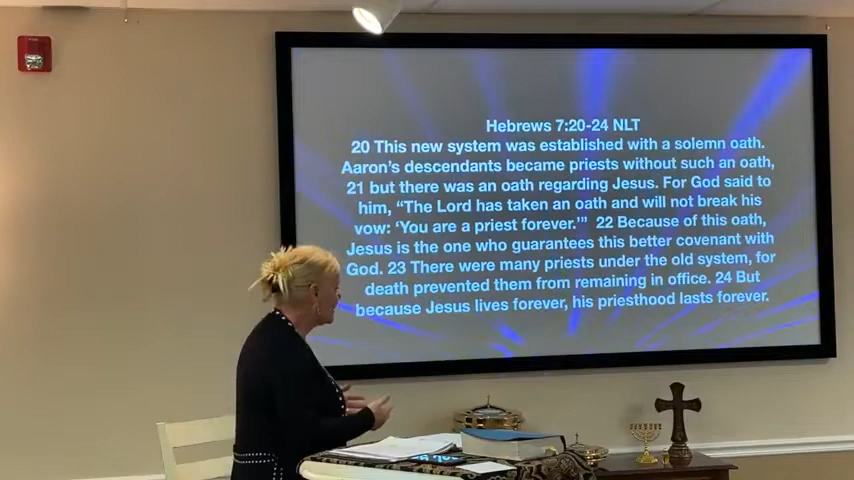 Hebrews 7:20-24 NLT
20 This new system was established with a solemn oath.
Aaron's descendants became priests without such an oath,
21 but there was an oath regarding Jesus. For God said to
him, “The Lord has taken an oath and will not break his
vow: ‘You are a priest forever.’” 22 Because of this oath,
Jesus is the one who guarantees this better covenant with
God. 23 There were many priests under the old system, for
death prevented them from remaining in office. 24 But
because Jesus lives forever, his priesthood lasts forever.